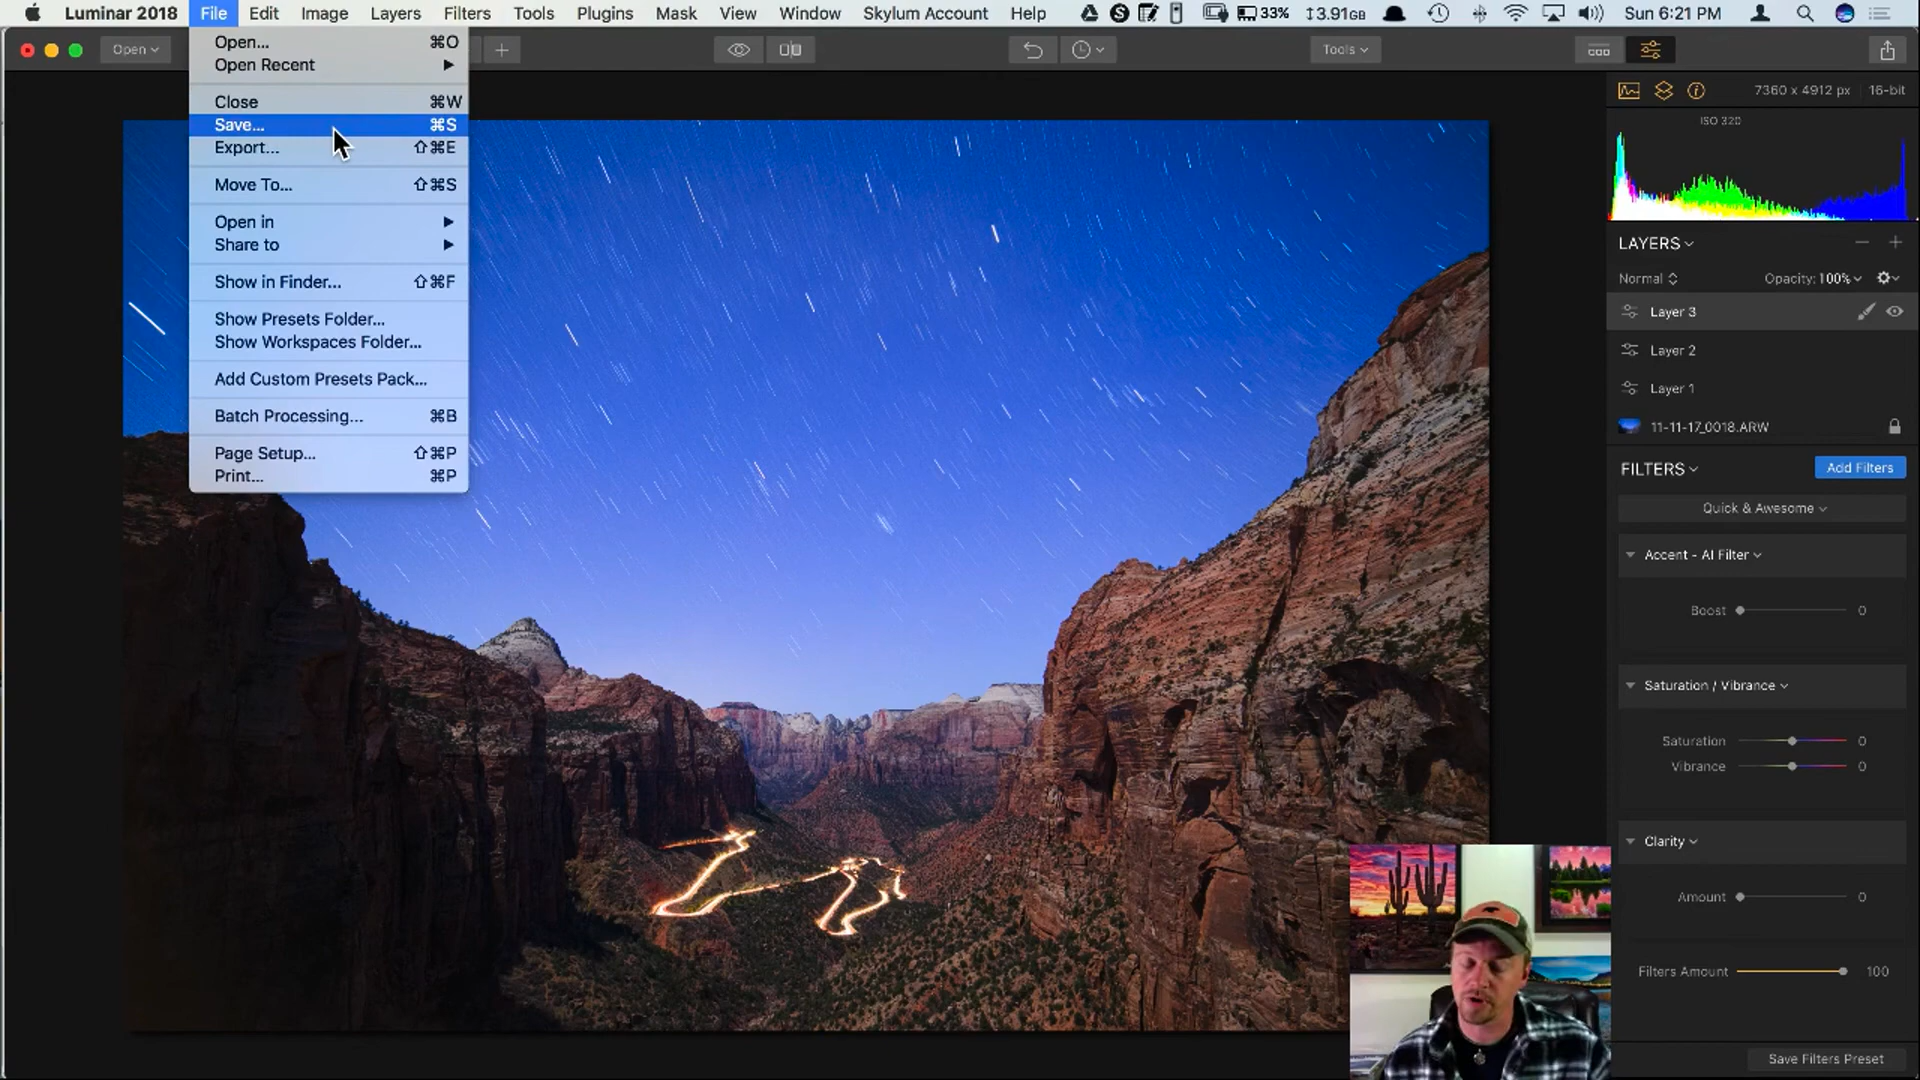 Luminar 2018 File Edit Image Layers Filters Tools Plugins Mask View Window Skylum Account Help 33% 3.91GB Sun 6:21 PM
Open
Tools
Open... ⌘O
Open Recent
Close ⌘W
Save... ⌘S
Export... ⇧⌘E
Move To... ⇧⌘S
Open in
Share to
Show in Finder... ⇧⌘F
Show Presets Folder...
Show Workspaces Folder...
Add Custom Presets Pack...
Batch Processing... ⌘B
Page Setup... ⇧⌘P
Print... ⌘P
7360 x 4912 px 16-bit
ISO 320
LAYERS
Normal Opacity: 100%
Layer 3
Layer 2
Layer 1
11-11-17_0018.ARW
FILTERS Add Filters
Quick & Awesome
Accent - AI Filter
Boost 0
Saturation / Vibrance
Saturation 0
Vibrance 0
Clarity
Amount 0
Filters Amount 100
Save Filters Preset